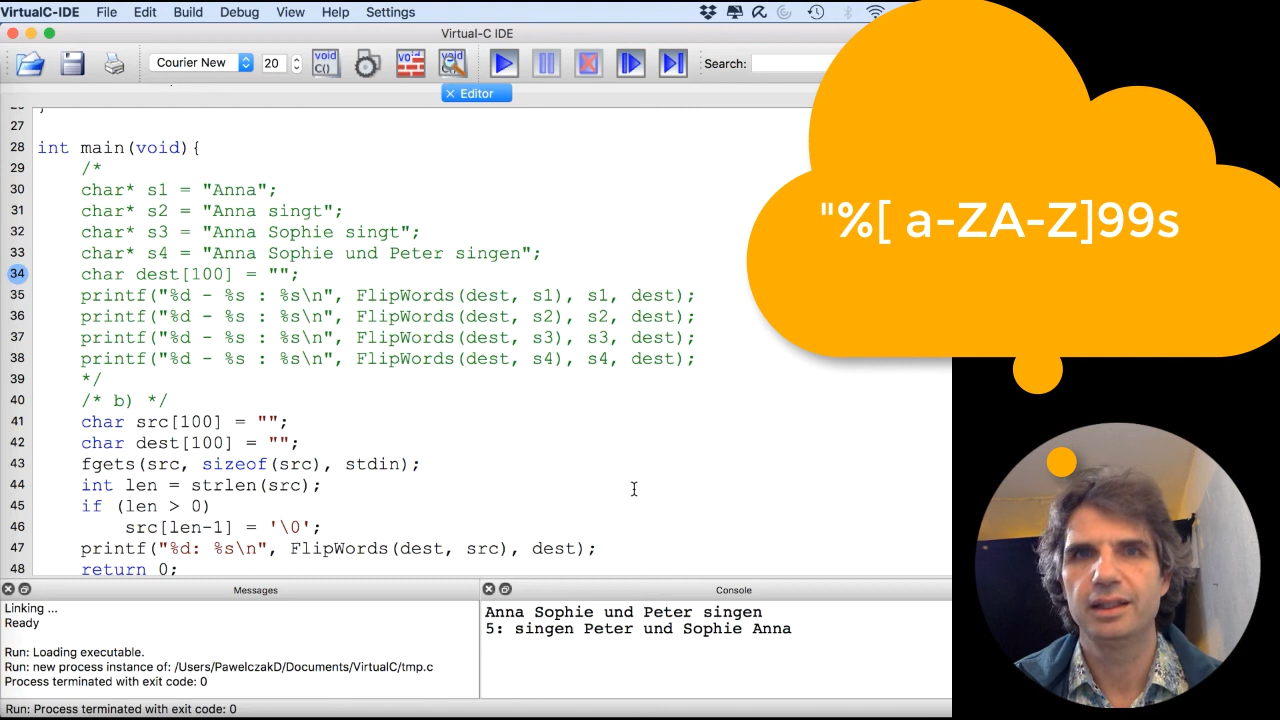 VirtualC-IDE File Edit Build Debug View Help Settings
Virtual-C IDE
Courier New 20 void C() void void Search:
Editor
27
28 int main(void){
29 /*
30 char* s1 = "Anna";
31 char* s2 = "Anna singt";
32 char* s3 = "Anna Sophie singt";
33 char* s4 = "Anna Sophie und Peter singen";
34 char dest[100] = "";
35 printf("%d - %s : %s\n", FlipWords(dest, s1), s1, dest);
36 printf("%d - %s : %s\n", FlipWords(dest, s2), s2, dest);
37 printf("%d - %s : %s\n", FlipWords(dest, s3), s3, dest);
38 printf("%d - %s : %s\n", FlipWords(dest, s4), s4, dest);
39 */
40 /* b) */
41 char src[100] = "";
42 char dest[100] = "";
43 fgets(src, sizeof(src), stdin);
44 int len = strlen(src);
45 if (len > 0)
46 src[len-1] = '\0';
47 printf("%d: %s\n", FlipWords(dest, src), dest);
48 return 0;
"%[ a-ZA-Z]99s
Messages
Linking ...
Ready
Run: Loading executable.
Run: new process instance of: /Users/PawelczakD/Documents/VirtualC/tmp.c
Process terminated with exit code: 0
Console
Anna Sophie und Peter singen
5: singen Peter und Sophie Anna
Run: Process terminated with exit code: 0